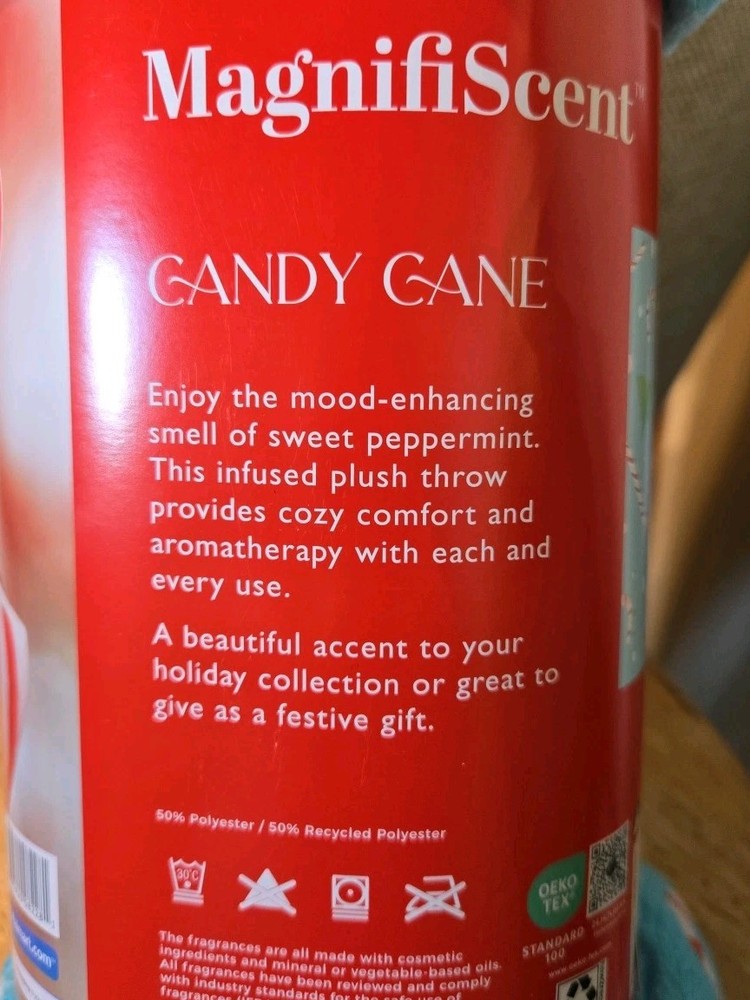 MagnifiScent™
CANDY CANE
Enjoy the mood-enhancing
smell of sweet peppermint.
This infused plush throw
provides cozy comfort and
aromatherapy with each and
every use.
A beautiful accent to your
holiday collection or great to
give as a festive gift.
50% Polyester / 50% Recycled Polyester
30°C
OEKO
TEX®
STANDARD
100
The fragrances are all made with cosmetic
ingredients and mineral or vegetable-based oils.
All fragrances have been reviewed and comply
with industry standards for the safe use of